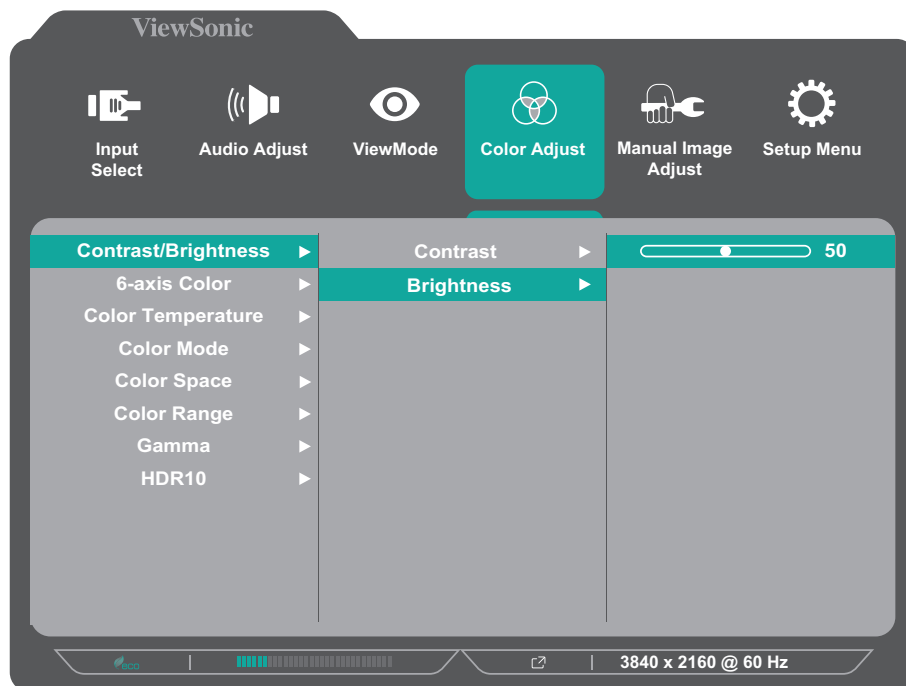 ViewSonic
Input
Select
Audio Adjust
ViewMode
Color Adjust
Manual Image
Adjust
Setup Menu
Contrast/Brightness
Contrast
50
6-axis Color
Brightness
Color Temperature
Color Mode
Color Space
Color Range
Gamma
HDR10
eco
3840 x 2160 @ 60 Hz